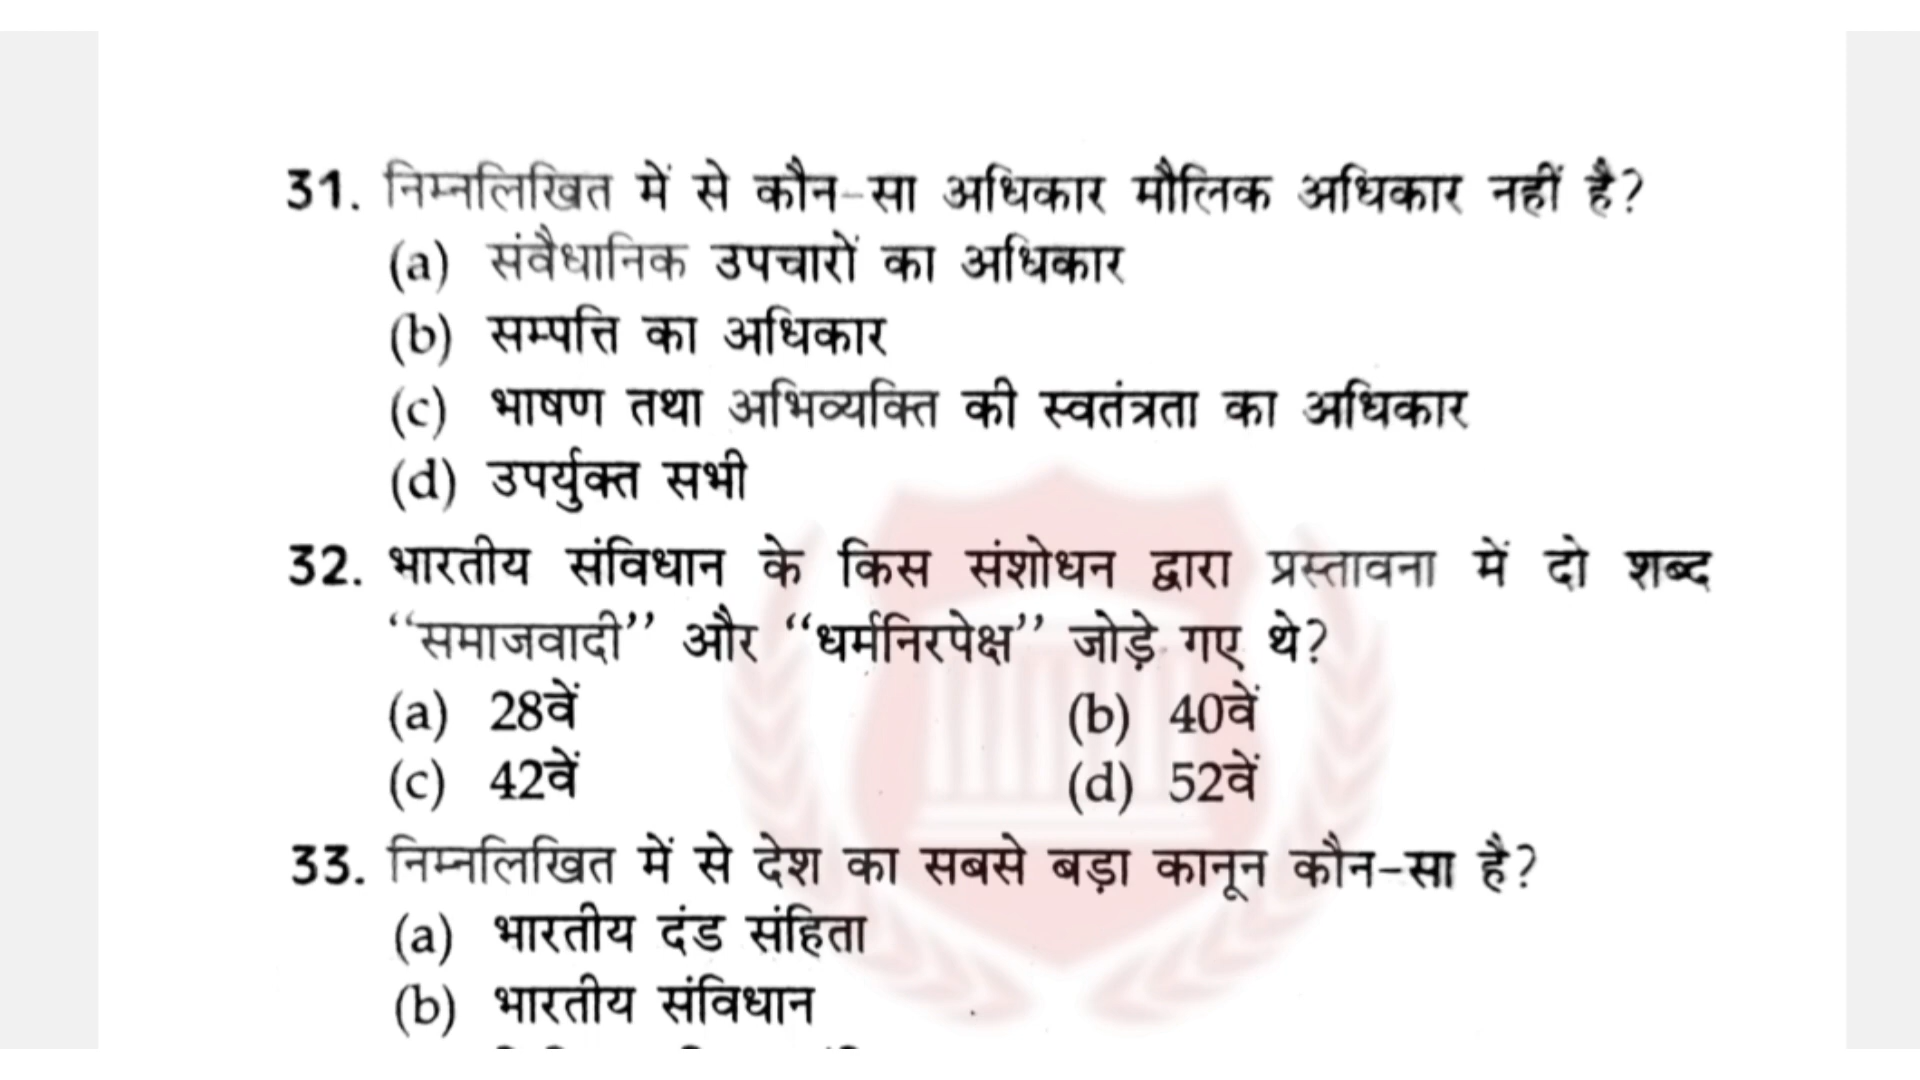 31. निम्नलिखित में से कौन-सा अधिकार मौलिक अधिकार नहीं है?
(a) संवैधानिक उपचारों का अधिकार
(b) सम्पत्ति का अधिकार
(c) भाषण तथा अभिव्यक्ति की स्वतंत्रता का अधिकार
(d) उपर्युक्त सभी
32. भारतीय संविधान के किस संशोधन द्वारा प्रस्तावना में दो शब्द
‘‘समाजवादी’’ और ‘‘धर्मनिरपेक्ष’’ जोड़े गए थे?
(a) 28वें (b) 40वें
(c) 42वें (d) 52वें
33. निम्नलिखित में से देश का सबसे बड़ा कानून कौन-सा है?
(a) भारतीय दंड संहिता
(b) भारतीय संविधान